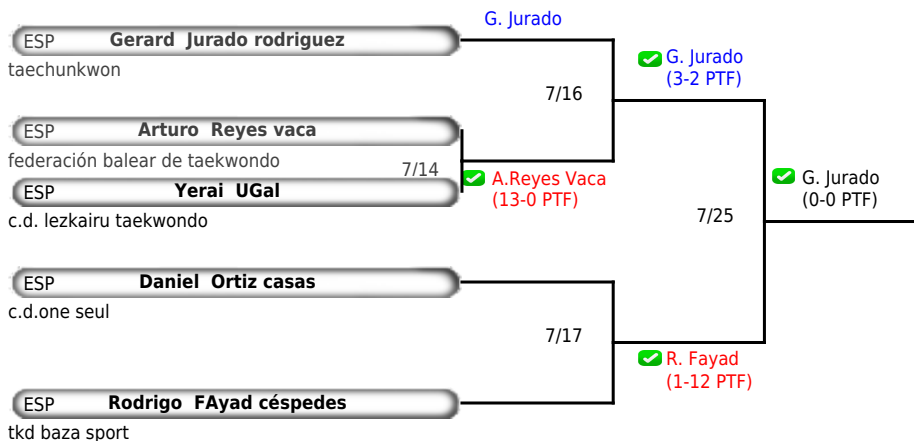 G. Jurado
ESP Gerard Jurado rodriguez
taechunkwon
G. Jurado
(3-2 PTF)
7/16
ESP Arturo Reyes vaca
federación balear de taekwondo
7/14
ESP Yerai UGal
c.d. lezkairu taekwondo
A.Reyes Vaca
(13-0 PTF)
G. Jurado
(0-0 PTF)
7/25
ESP Daniel Ortiz casas
c.d.one seul
7/17
R. Fayad
(1-12 PTF)
ESP Rodrigo FAyad céspedes
tkd baza sport